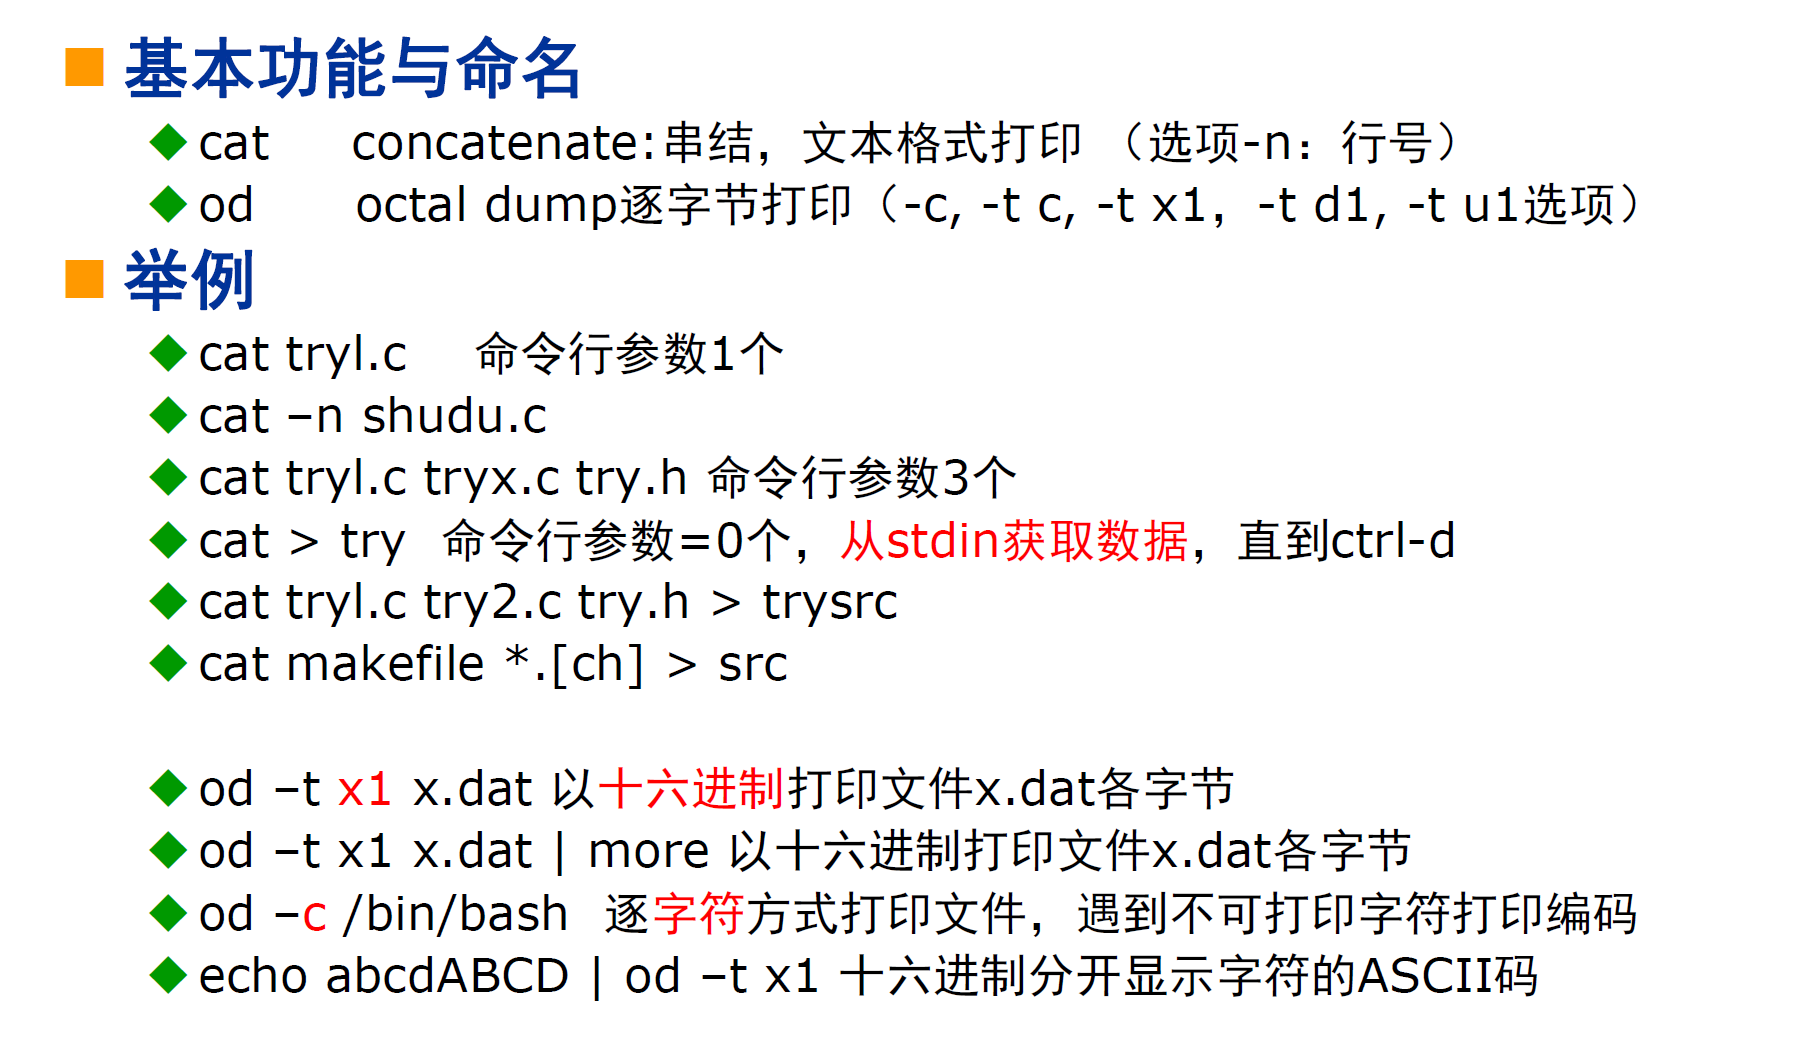 基本功能与命名
cat concatenate:串结，文本格式打印 （选项-n：行号）
od octal dump逐字节打印（-c, -t c, -t x1，-t d1, -t u1选项）
举例
cat tryl.c 命令行参数1个
cat –n shudu.c
cat tryl.c tryx.c try.h 命令行参数3个
cat > try 命令行参数=0个，从stdin获取数据，直到ctrl-d
cat tryl.c try2.c try.h > trysrc
cat makefile *.[ch] > src
od –t x1 x.dat 以十六进制打印文件x.dat各字节
od –t x1 x.dat | more 以十六进制打印文件x.dat各字节
od –c /bin/bash 逐字符方式打印文件，遇到不可打印字符打印编码
echo abcdABCD | od –t x1 十六进制分开显示字符的ASCII码